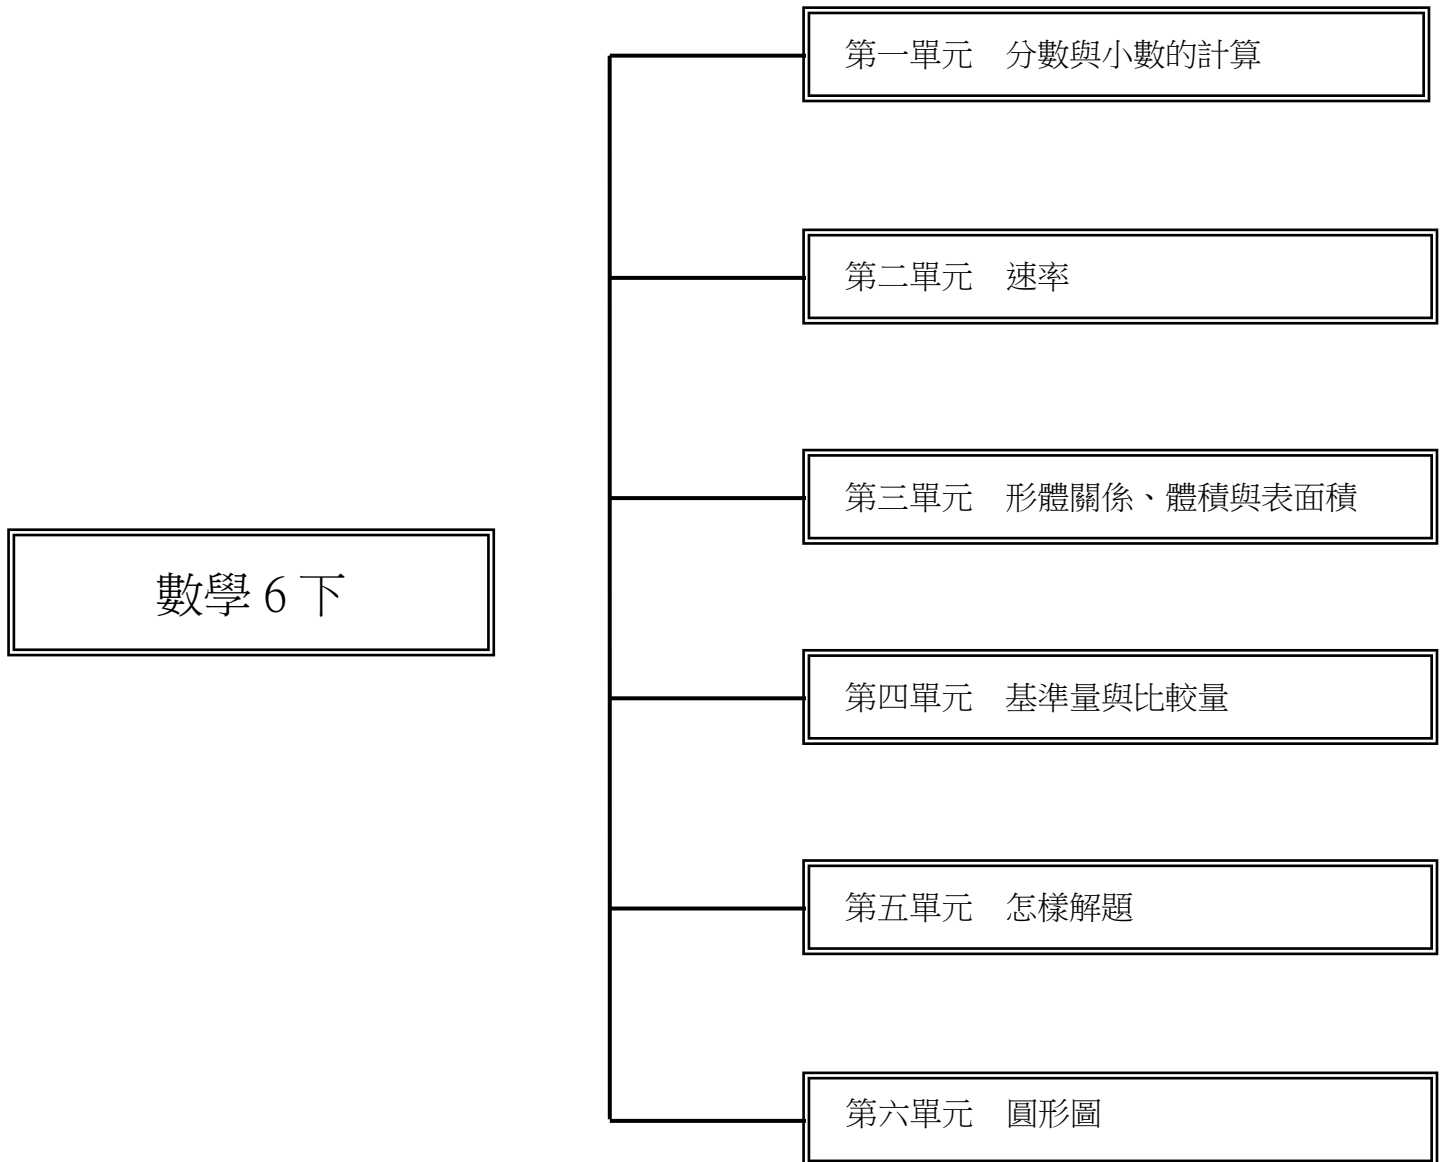 第一單元　分數與小數的計算
第二單元　速率
第三單元　形體關係、體積與表面積
數學 6 下
第四單元　基準量與比較量
第五單元　怎樣解題
第六單元　圓形圖